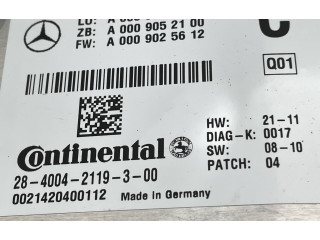 ZB: A 000 905 21 00
FW: A 000 902 56 12
C
Q01
HW: 21-11
DIAG-K: 0017
SW: 08-10
PATCH: 04
Continental
28-4004-2119-3-00
0021420400112 Made in Germany